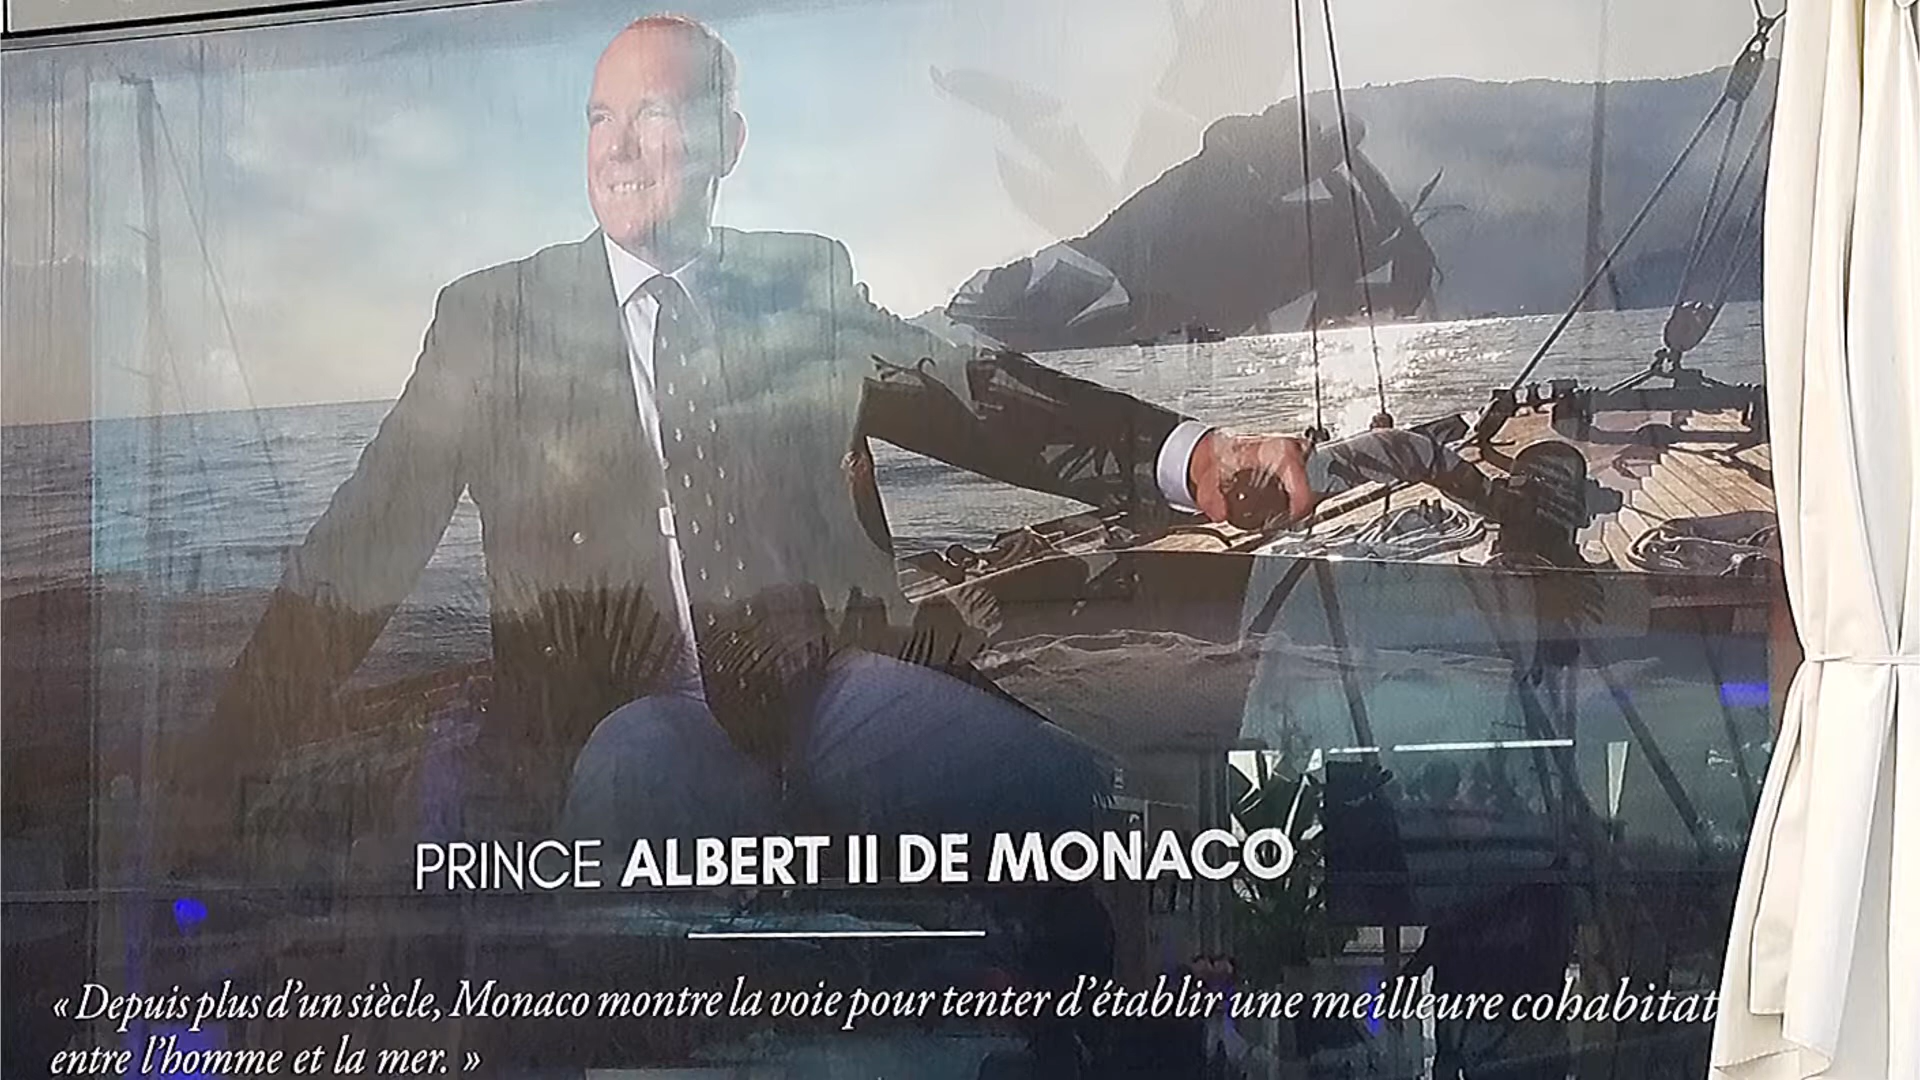 PRINCE ALBERT II DE MONACO
« Depuis plus d'un siècle, Monaco montre la voie pour tenter d'établir une meilleure cohabitat
entre l'homme et la mer. »